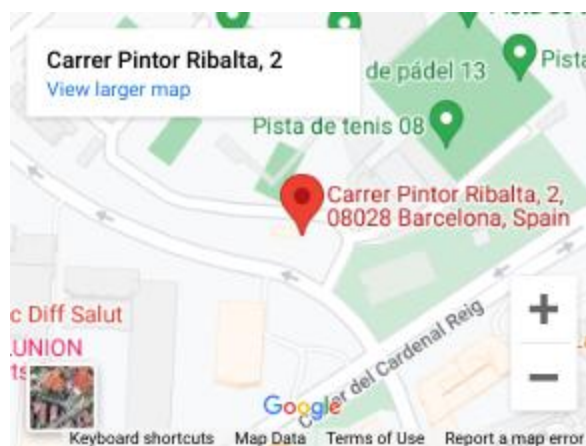 Carrer Pintor Ribalta, 2
View larger map
de pádel 13
Pista
Pista de tenis 08
Carrer Pintor Ribalta, 2,
08028 Barcelona, Spain
c Diff Salut
UNION
del Cardenal Reig
Google
Keyboard shortcuts Map Data Terms of Use Report a map error